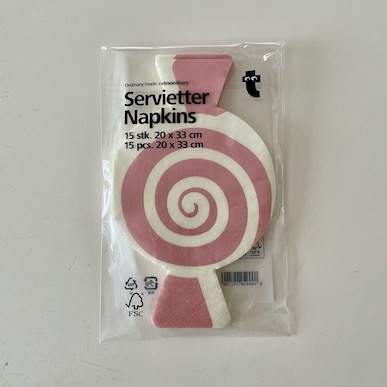 Ordinary made extraordinary
Servietter
Napkins
15 stk. 20 x 33 cm
15 pcs. 20 x 33 cm
FSC